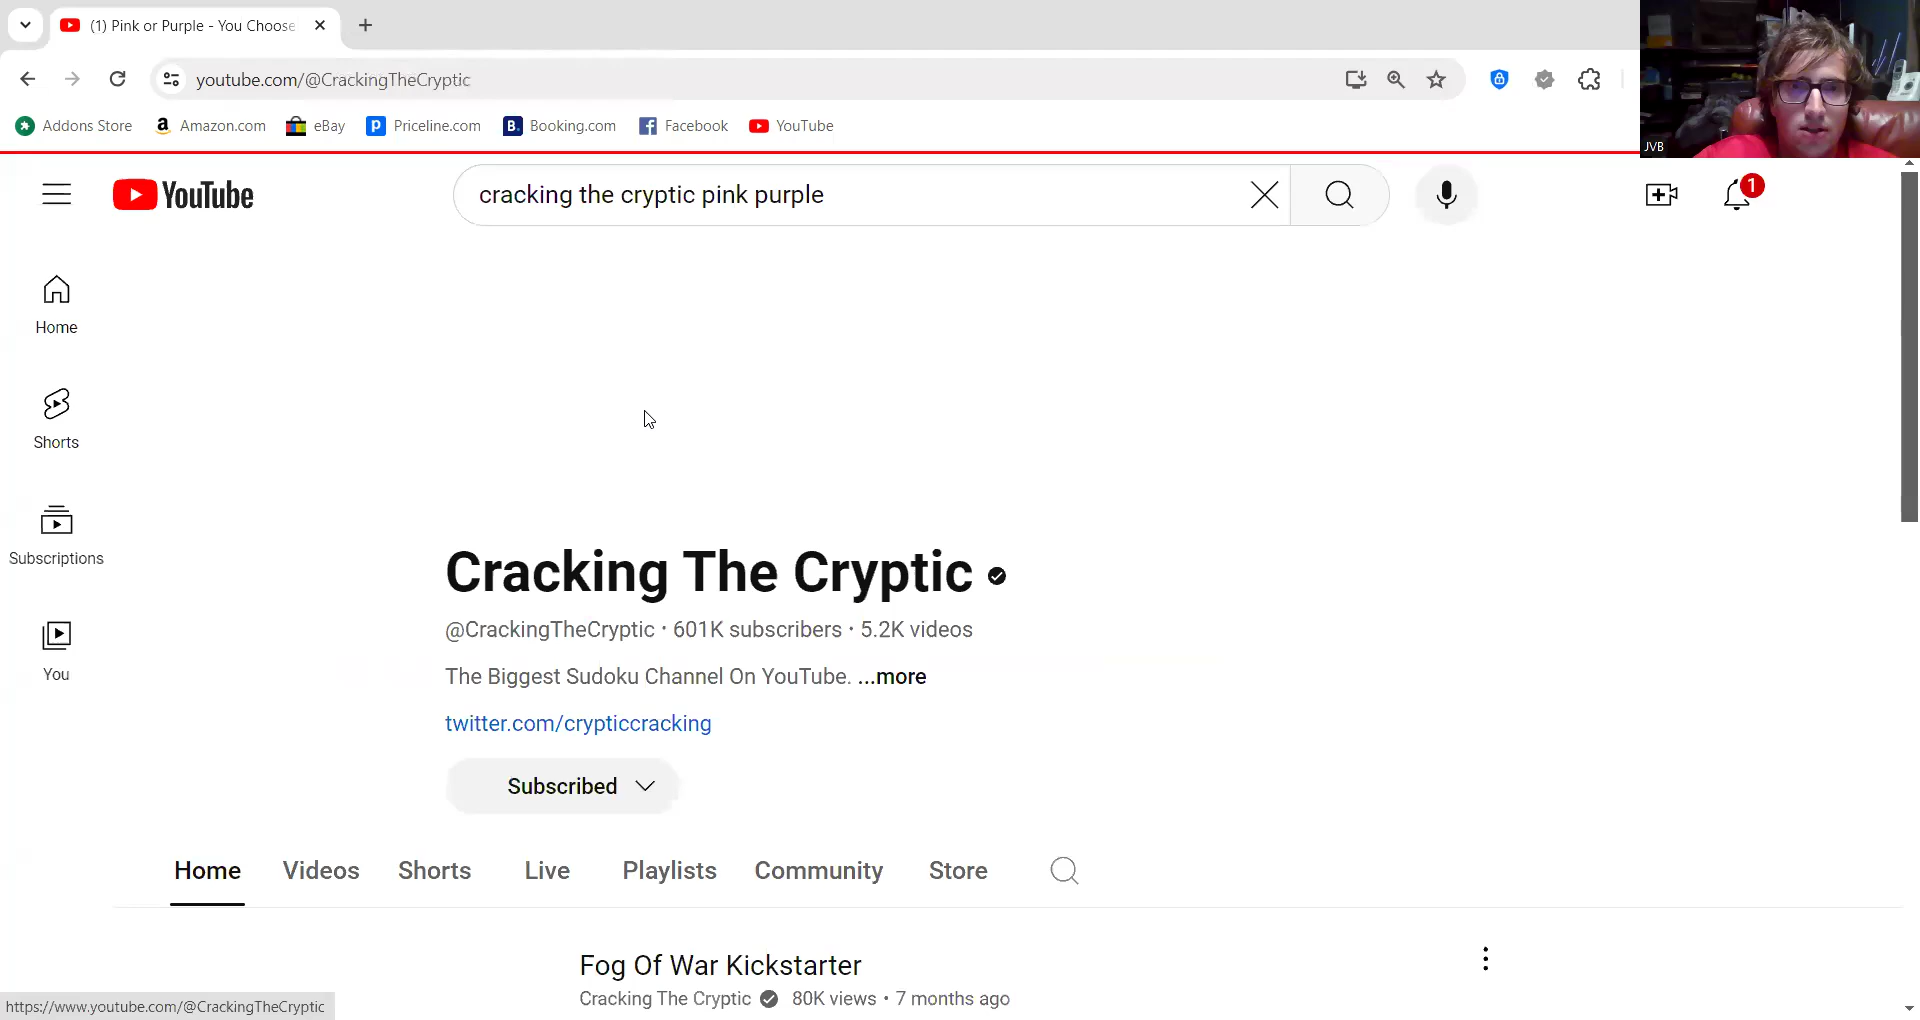 (1) Pink or Purple - You Choose
youtube.com/@CrackingTheCryptic
Addons Store
Amazon.com
eBay
Priceline.com
Booking.com
Facebook
YouTube
JVB
YouTube
cracking the cryptic pink purple
1
Home
Shorts
Subscriptions
You
Cracking The Cryptic
@CrackingTheCryptic • 601K subscribers • 5.2K videos
The Biggest Sudoku Channel On YouTube. ...more
twitter.com/crypticcracking
Subscribed
Home Videos Shorts Live Playlists Community Store
Fog Of War Kickstarter
Cracking The Cryptic 80K views • 7 months ago
https://www.youtube.com/@CrackingTheCryptic